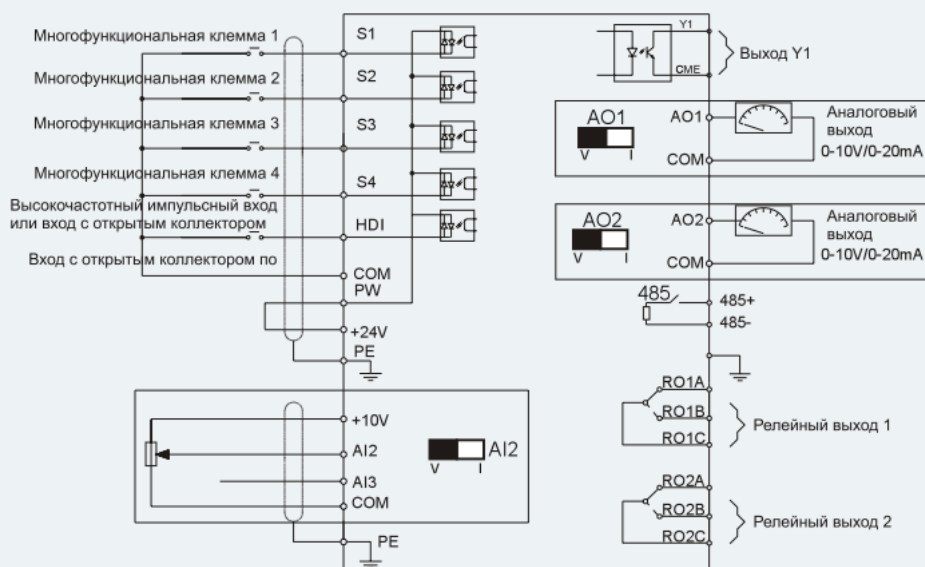 Многофункциональная клемма 1
S1
Многофункциональная клемма 2
S2
Многофункциональная клемма 3
S3
Многофункциональная клемма 4
S4
Высокочастотный импульсный вход
или вход с открытым коллектором
HDI
Вход с открытым коллектором по
COM
PW
+24V
PE
+10V
AI2
AI3
COM
V I
AI2
PE
Y1
CME
Выход Y1
AO1
V I
AO1
COM
Аналоговый
выход
0-10V/0-20mA
AO2
V I
AO2
COM
Аналоговый
выход
0-10V/0-20mA
485
485+
485-
RO1A
RO1B
RO1C
Релейный выход 1
RO2A
RO2B
RO2C
Релейный выход 2